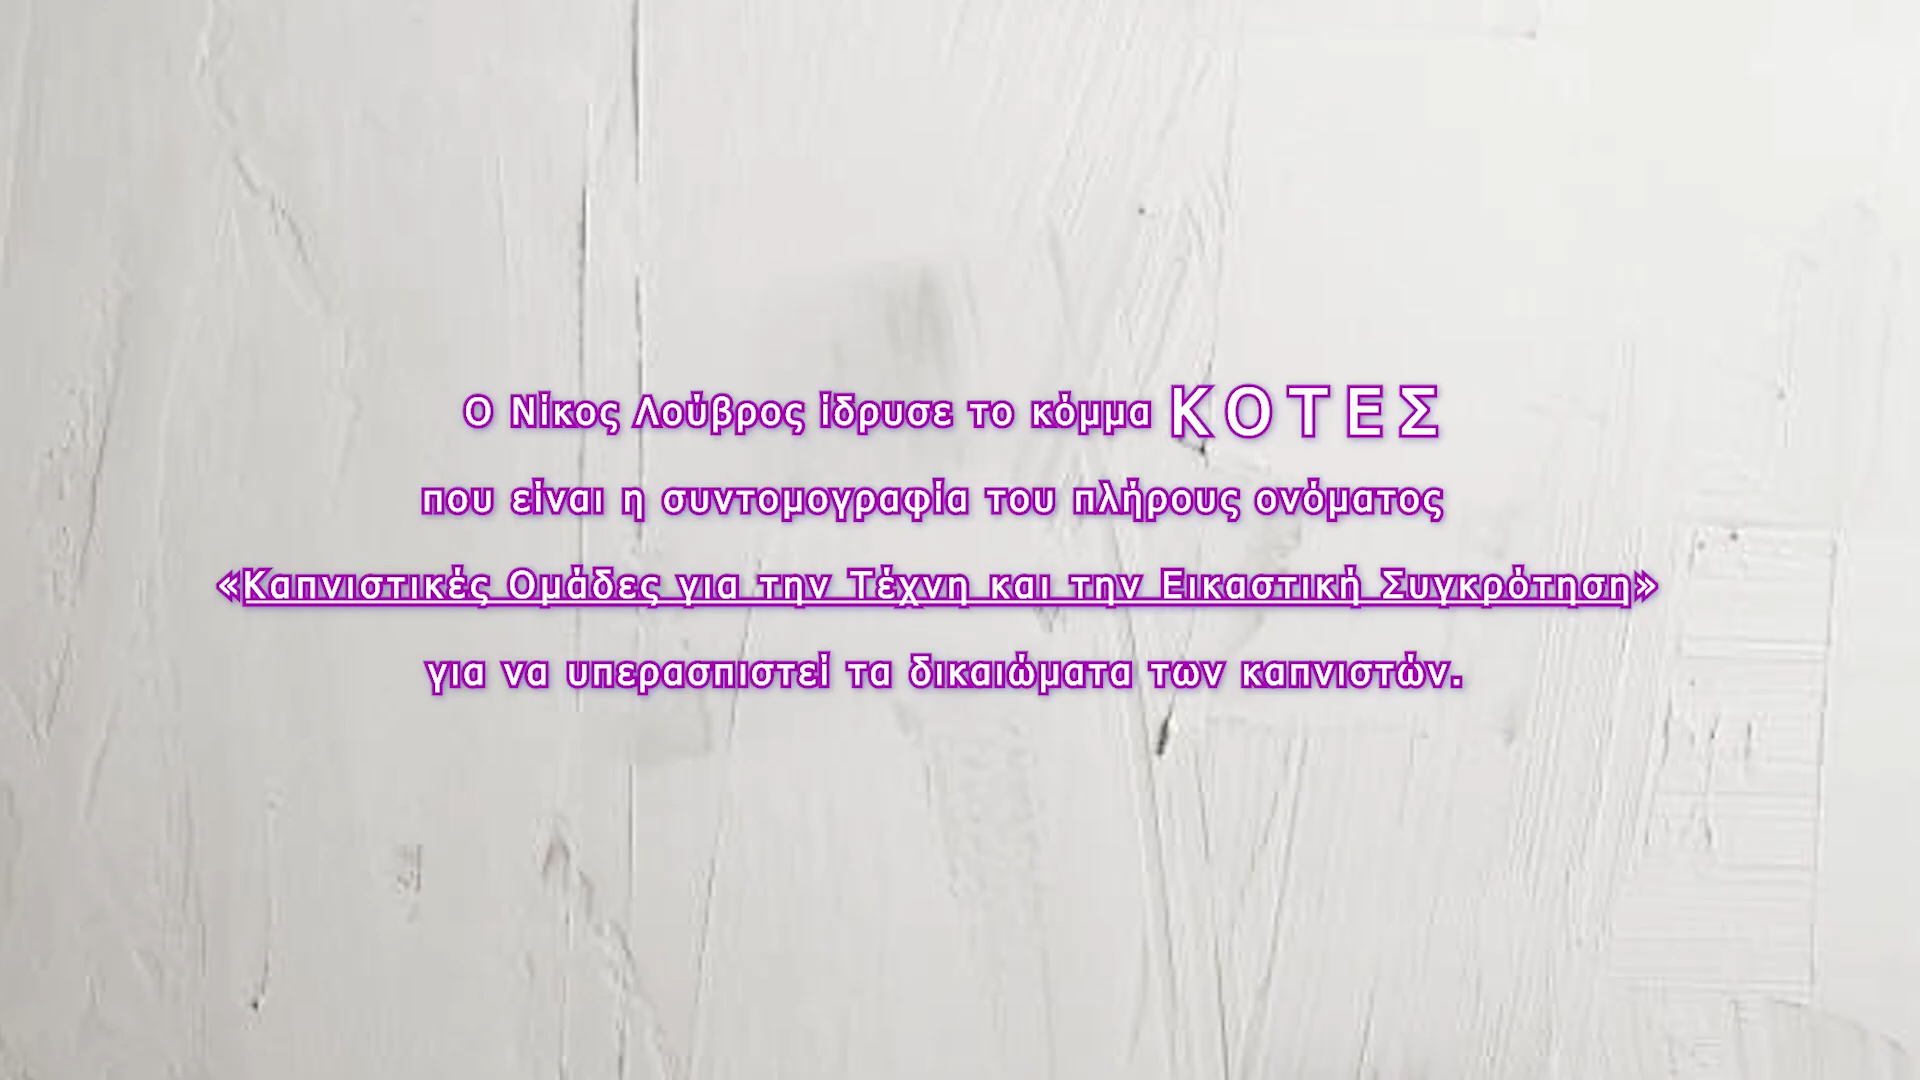 Ο Νίκος Λούβρος ίδρυσε το κόμμα ΚΟΤΕΣ
που είναι η συντομογραφία του πλήρους ονόματος
«Καπνιστικές Ομάδες για την Τέχνη και την Εικαστική Συγκρότηση»
για να υπερασπιστεί τα δικαιώματα των καπνιστών.